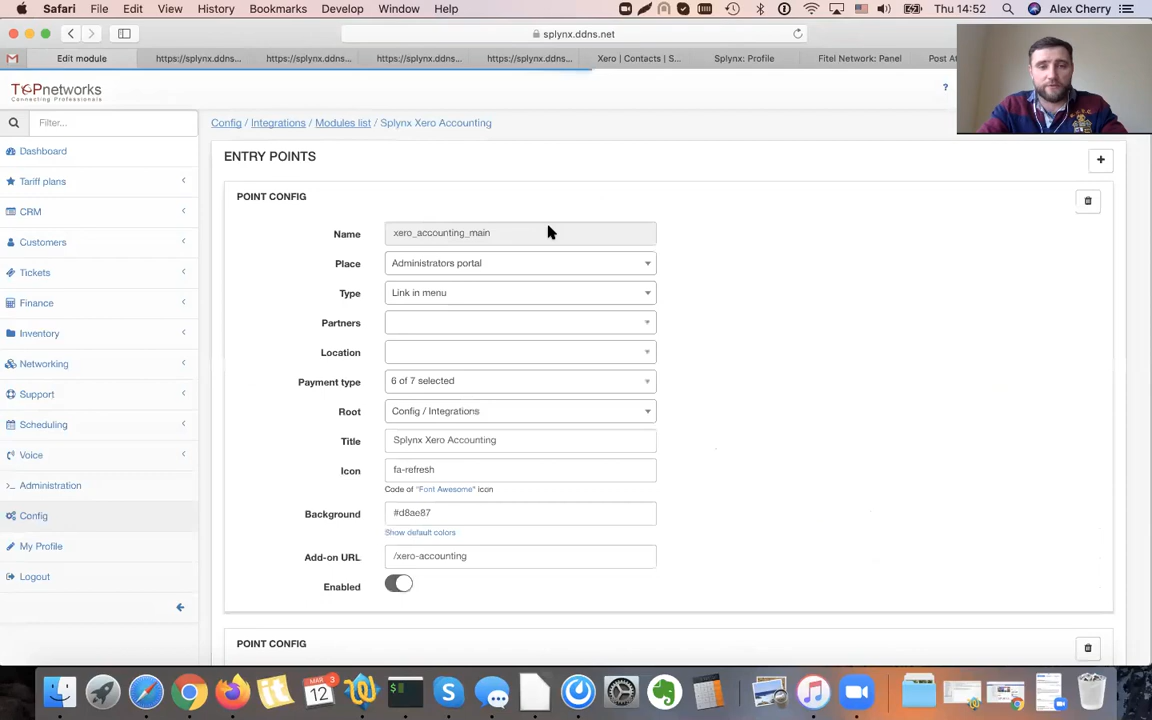 Safari File Edit View History Bookmarks Develop Window Help Thu 14:52 Alex Cherry
splynx.ddns.net
Edit module https://splynx.ddns... https://splynx.ddns... https://splynx.ddns... https://splynx.ddns... Xero | Contacts | S... Splynx: Profile Fitel Network: Panel Post At
TOPnetworks
Connecting Professionals
?
Filter...
Config / Integrations / Modules list / Splynx Xero Accounting
Dashboard
Tariff plans
CRM
Customers
Tickets
Finance
Inventory
Networking
Support
Scheduling
Voice
Administration
Config
My Profile
Logout
ENTRY POINTS
+
POINT CONFIG
Name xero_accounting_main
Place Administrators portal
Type Link in menu
Partners
Location
Payment type 6 of 7 selected
Root Config / Integrations
Title Splynx Xero Accounting
Icon fa-refresh
Code of "Font Awesome" icon
Background #d8ae87
Show default colors
Add-on URL /xero-accounting
Enabled
POINT CONFIG
MAR
12
3